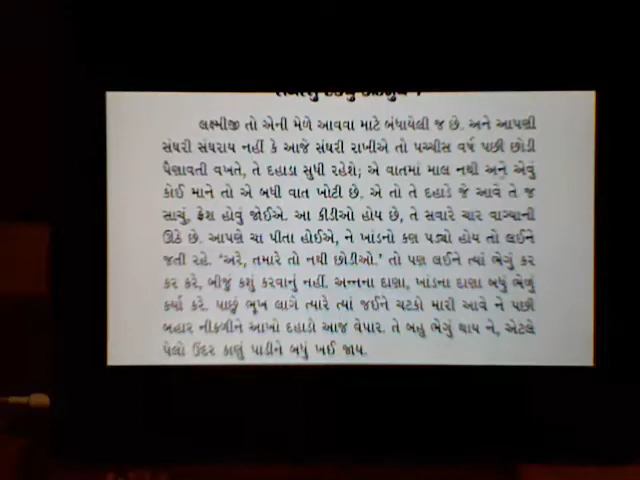 લક્ષ્મીજી તો એની મેળે આવવા માટે બંધાયેલી જ છે. અને આપણી
સંઘરી સંઘરાય નહીં કે આજે સંઘરી રાખીએ તો પચ્ચીસ વર્ષ પછી છોડી
પૈણાવતી વખતે, તે દહાડા સુધી રહેશે; એ વાતમાં માલ નથી અને એવું
કોઈ માને તો એ બધી વાત ખોટી છે. એ તો તે દહાડે જે આવે તે જ
સાચું, ફ્રેશ હોવું જોઈએ. આ કીડીઓ હોય છે, તે સવારે ચાર વાગ્યાની
ઊઠે છે. આપણે ચા પીતા હોઈએ, ને ખાંડનો કણ પડ્યો હોય તો લઈને
જતી રહે. ‘અરે, તમારે તો નથી છોડીઓ.’ તો પણ લઈને ત્યાં ભેગું કર
કર કરે, બીજું કશું કરવાનું નહીં. અન્નના દાણા, ખાંડના દાણા બધું ભેળું
કર્યા કરે. પાછું ભૂખ લાગે ત્યારે ત્યાં જઈને ચટકો મારી આવે ને પછી
બહાર નીકળીને આખો દહાડો આજ વેપાર. તે બહુ ભેગું થાય ને, એટલે
પેલો ઉંદર કાણું પાડીને બધું ખઈ જાય.